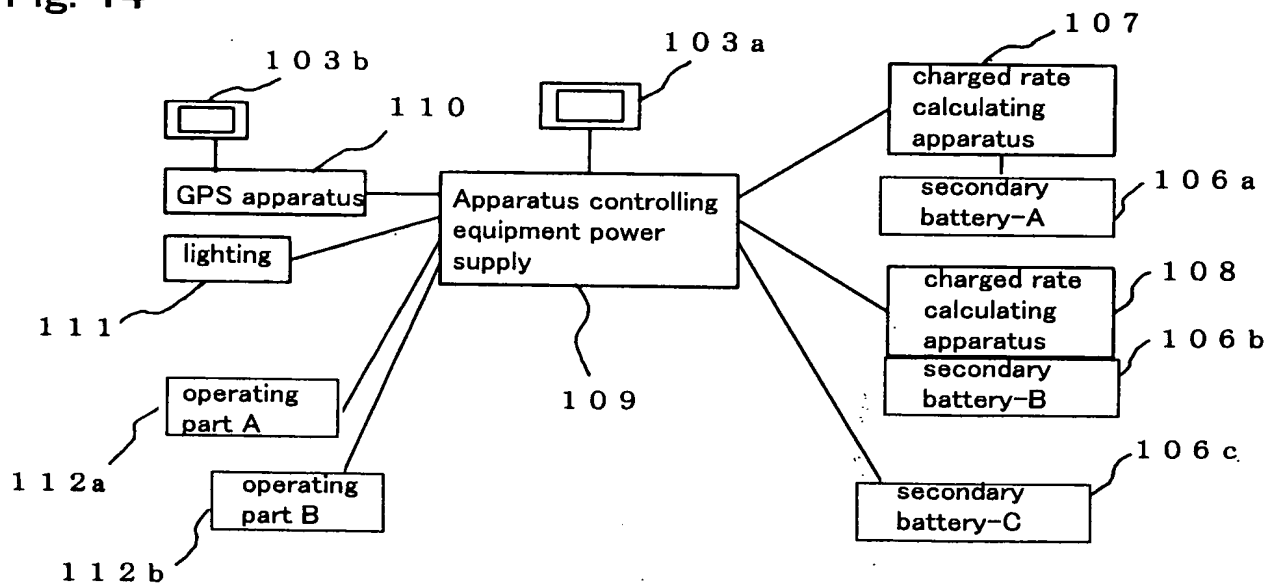 Fig. 14
103b
103a
107
110
charged rate
calculating
apparatus
GPS apparatus
Apparatus controlling
equipment power
supply
secondary
battery-A
106a
lighting
111
charged rate
calculating
apparatus
108
106b
secondary
battery-B
109
operating
part A
112a
operating
part B
112b
secondary
battery-C
106c